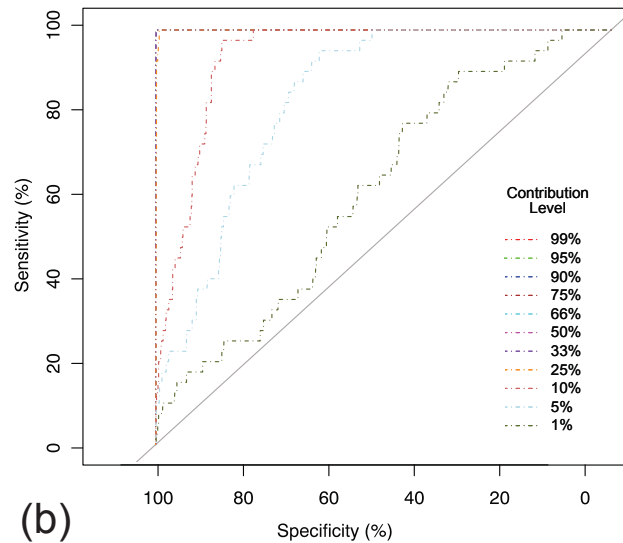 100
80
60
40
20
0
Sensitivity (%)
Contribution
Level
99%
95%
90%
75%
66%
50%
33%
25%
10%
5%
1%
100 80 60 40 20 0
Specificity (%)
(b)